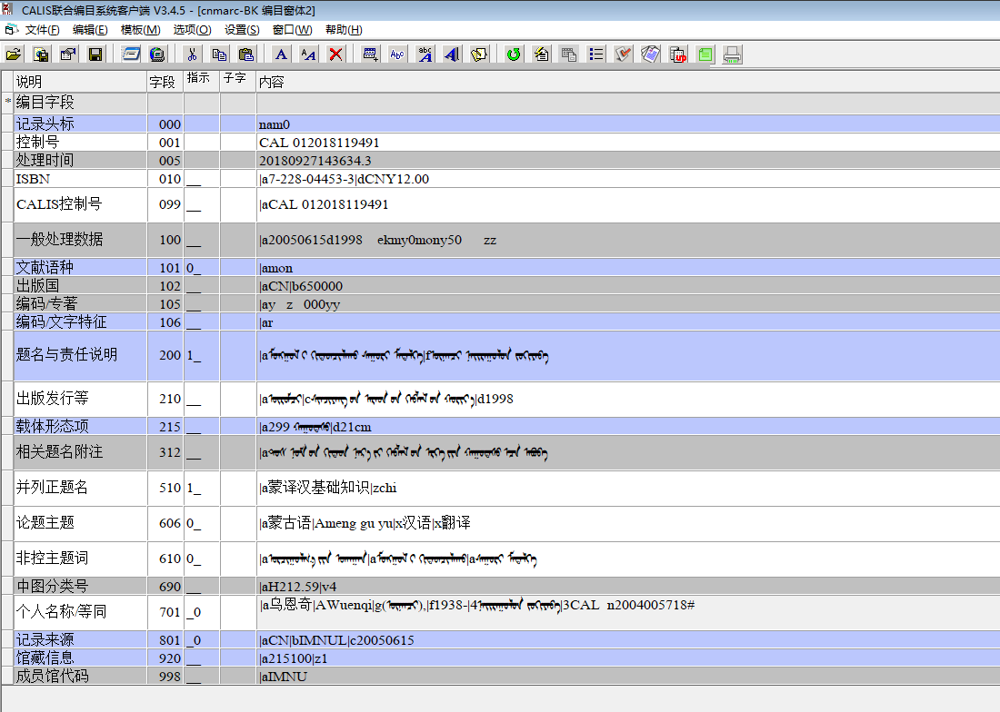 CALIS联合编目系统客户端 V3.4.5 - [cnmarc-BK 编目窗体2]
文件(F) 编辑(E) 模板(M) 选项(O) 设置(S) 窗口(W) 帮助(H)
说明 字段 指示 子字 内容
* 编目字段
记录头标 000 nam0
控制号 001 CAL 012018119491
处理时间 005 20180927143634.3
ISBN 010 __ |a7-228-04453-3|dCNY12.00
CALIS控制号 099 __ |aCAL 012018119491
一般处理数据 100 __ |a20050615d1998 ekmy0mony50 zz
文献语种 101 0_ |amon
出版国 102 __ |aCN|b650000
编码/专著 105 __ |ay z 000yy
编码/文字特征 106 __ |ar
题名与责任说明 200 1_ |a |f
出版发行等 210 __ |a |c |d1998
载体形态项 215 __ |a299 |d21cm
相关题名附注 312 __ |a
并列正题名 510 1_ |a蒙译汉基础知识|zchi
论题主题 606 0_ |a蒙古语|Ameng gu yu|x汉语|x翻译
非控主题词 610 0_ |a |a |a
中图分类号 690 __ |aH212.59|v4
个人名称/等同 701 _0 |a乌恩奇|AWuenqi|g( ),|f1938-|4 |3CAL n2004005718#
记录来源 801 _0 |aCN|bIMNUL|c20050615
馆藏信息 920 __ |a215100|z1
成员馆代码 998 __ |aIMNU